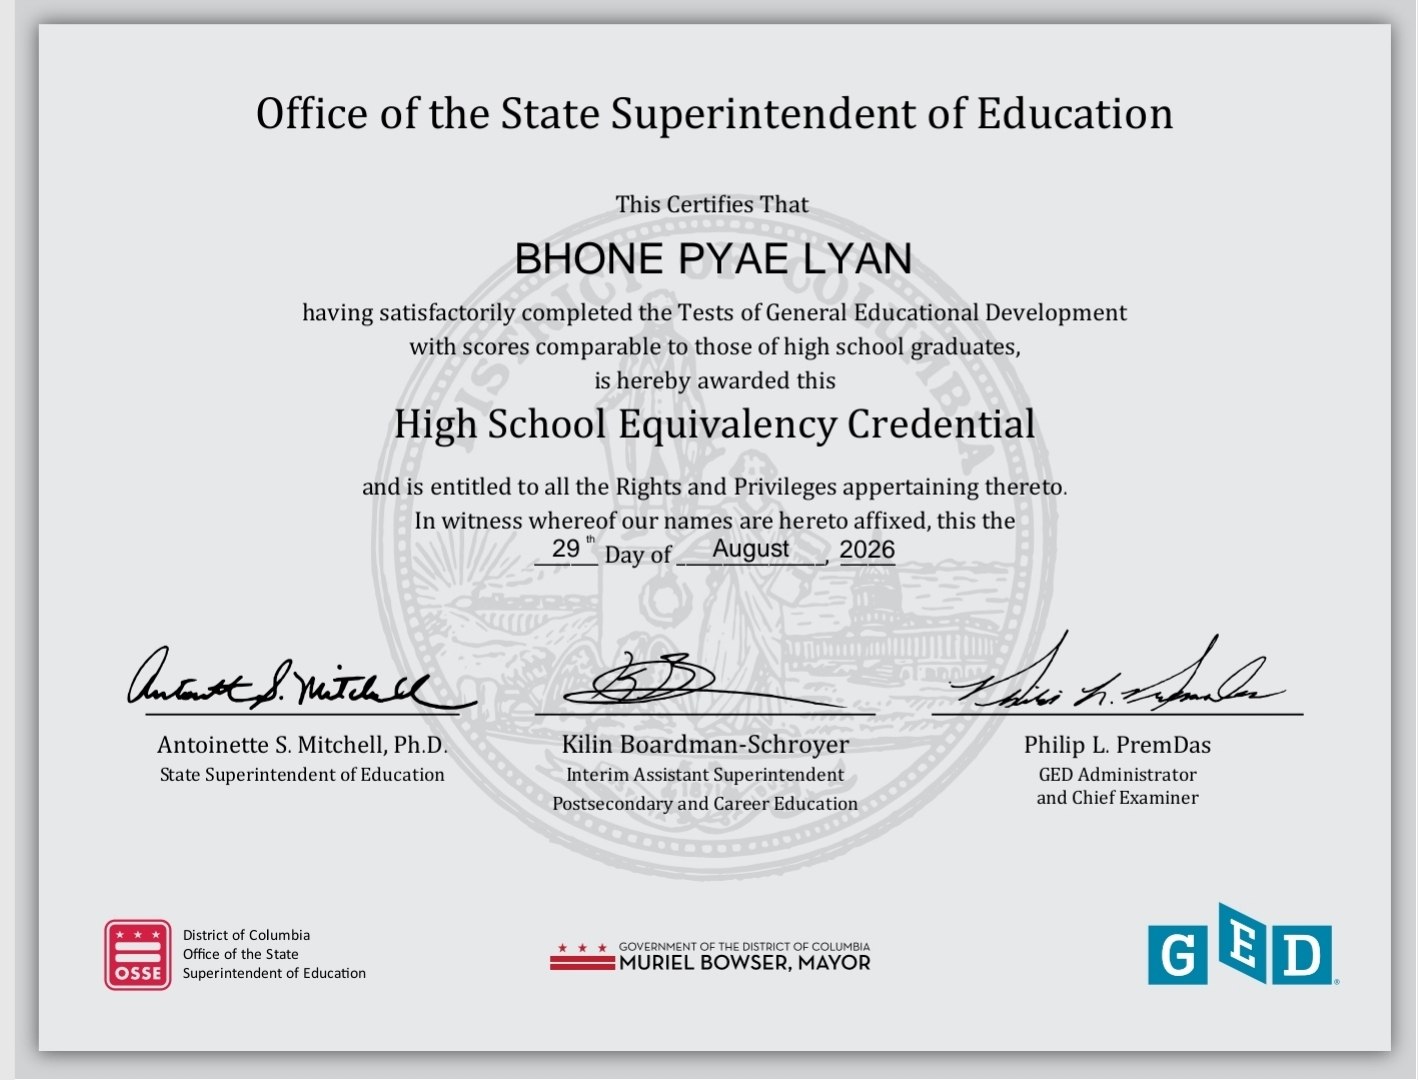 Office of the State Superintendent of Education
This Certifies That
BHONE PYAE LYAN
having satisfactorily completed the Tests of General Educational Development
with scores comparable to those of high school graduates,
is hereby awarded this
High School Equivalency Credential
and is entitled to all the Rights and Privileges appertaining thereto.
In witness whereof our names are hereto affixed, this the
29 th Day of August, 2026
Antoinette S. Mitchell, Ph.D.
State Superintendent of Education
Kilin Boardman-Schroyer
Interim Assistant Superintendent
Postsecondary and Career Education
Philip L. PremDas
GED Administrator
and Chief Examiner
OSSE
District of Columbia
Office of the State
Superintendent of Education
GOVERNMENT OF THE DISTRICT OF COLUMBIA
MURIEL BOWSER, MAYOR
GED®
DISTRICT OF COLUMBIA